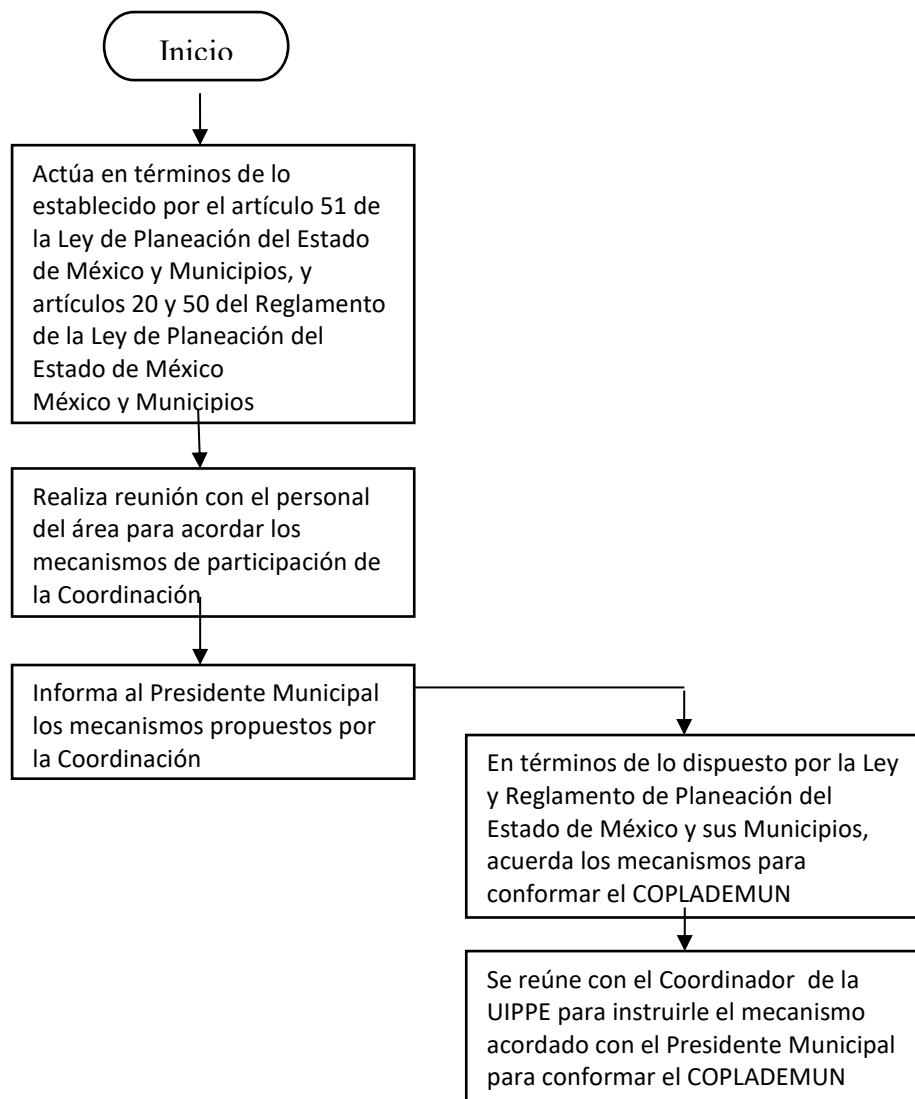 Inicio
Actúa en términos de lo
establecido por el artículo 51 de
la Ley de Planeación del Estado
de México y Municipios, y
artículos 20 y 50 del Reglamento
de la Ley de Planeación del
Estado de México
México y Municipios
Realiza reunión con el personal
del área para acordar los
mecanismos de participación de
la Coordinación
Informa al Presidente Municipal
los mecanismos propuestos por
la Coordinación
En términos de lo dispuesto por la Ley
y Reglamento de Planeación del
Estado de México y sus Municipios,
acuerda los mecanismos para
conformar el COPLADEMUN
Se reúne con el Coordinador  de la
UIPPE para instruirle el mecanismo
acordado con el Presidente Municipal
para conformar el COPLADEMUN